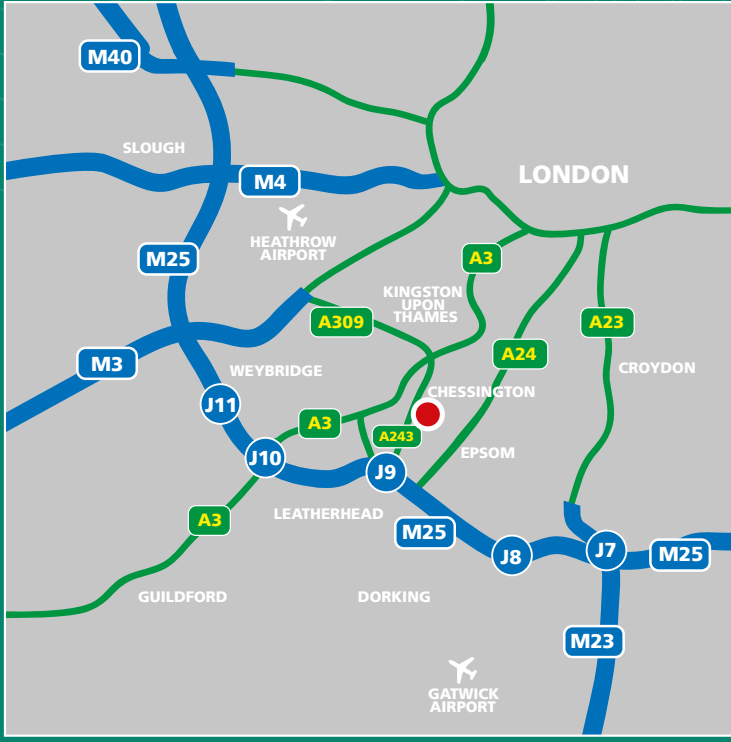 M40
SLOUGH
LONDON
M4
HEATHROW
AIRPORT
M25
A3
KINGSTON
UPON
THAMES
A309
A23
A24
M3
WEYBRIDGE
CROYDON
CHESSINGTON
J11
A3
A243
EPSOM
J10
J9
LEATHERHEAD
A3
M25
J8
J7
M25
GUILDFORD
DORKING
M23
GATWICK
AIRPORT